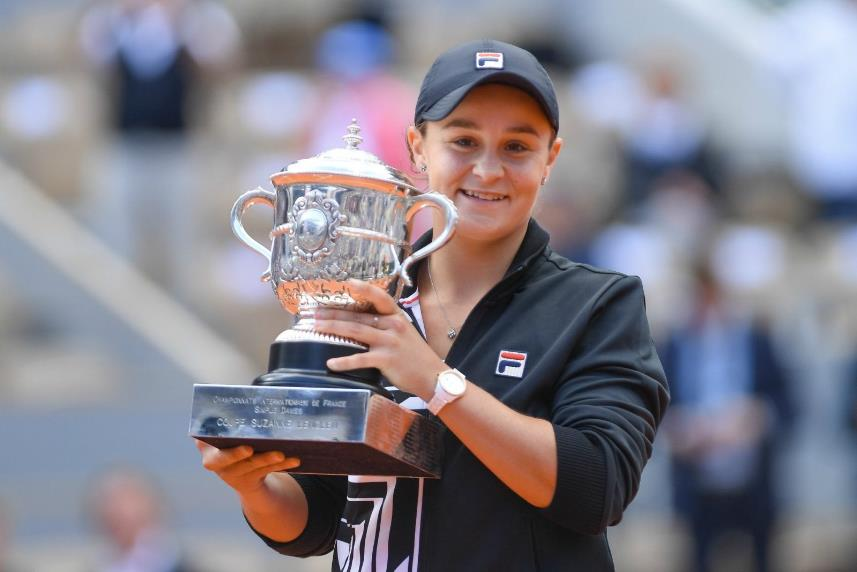 FILA
FILA
CHAMPIONNATS INTERNATIONAUX DE FRANCE
SIMPLE DAMES
COUPE SUZANNE LENGLEN